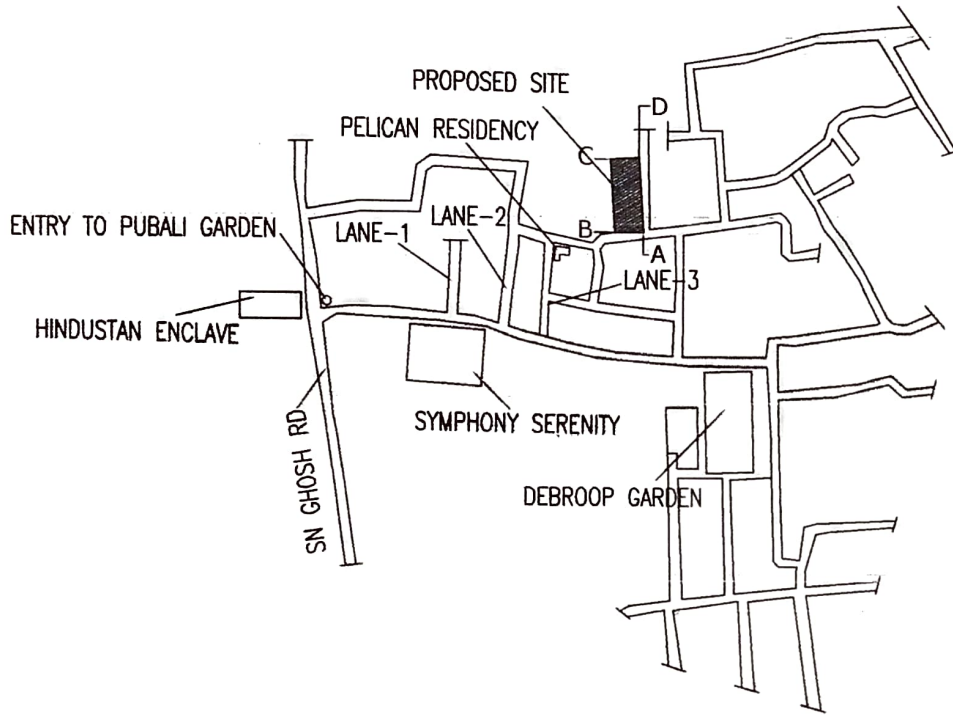 PROPOSED SITE
D
PELICAN RESIDENCY
C
ENTRY TO PUBALI GARDEN
LANE-1
LANE-2
B
A
LANE-3
HINDUSTAN ENCLAVE
SYMPHONY SERENITY
SN GHOSH RD
DEBROOP GARDEN